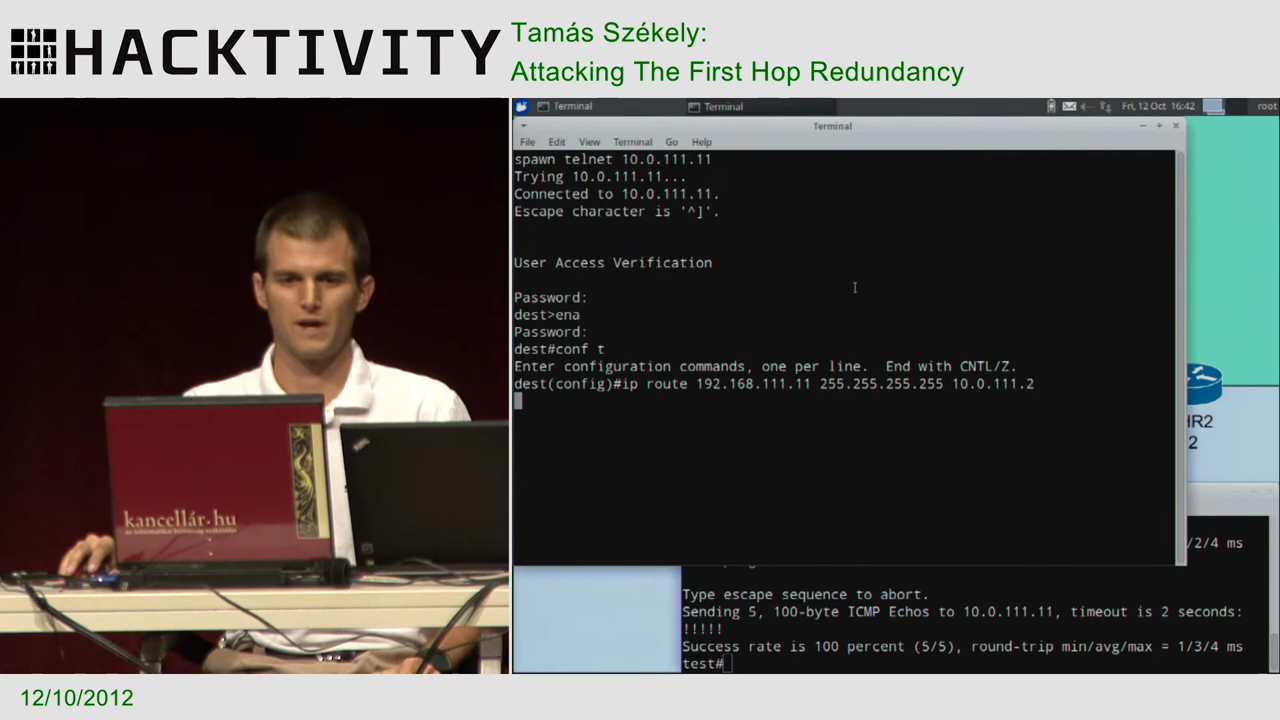 HACKTIVITY
Tamás Székely:
Attacking The First Hop Redundancy
Terminal
Terminal
Fri, 12 Oct 16:42
root
Terminal
File Edit View Terminal Go Help
spawn telnet 10.0.111.11
Trying 10.0.111.11...
Connected to 10.0.111.11.
Escape character is '^]'.
User Access Verification
Password:
dest>ena
Password:
dest#conf t
Enter configuration commands, one per line. End with CNTL/Z.
dest(config)#ip route 192.168.111.11 255.255.255.255 10.0.111.2
HR2
2
/2/4 ms
Type escape sequence to abort.
Sending 5, 100-byte ICMP Echos to 10.0.111.11, timeout is 2 seconds:
!!!!!
Success rate is 100 percent (5/5), round-trip min/avg/max = 1/3/4 ms
test#
kancellár.hu
12/10/2012